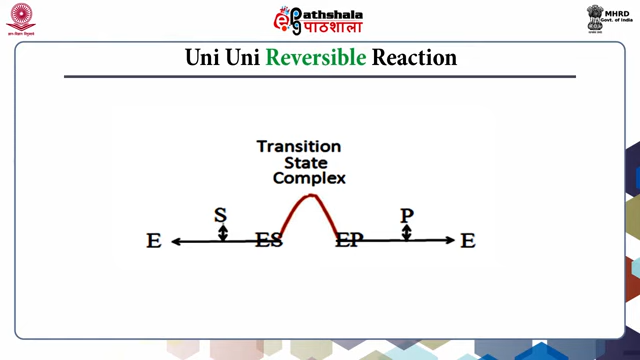 ePathshala
पाठशाला
MHRD
Govt. of India
Uni Uni Reversible Reaction
Transition
State
Complex
S
P
E
ES
EP
E